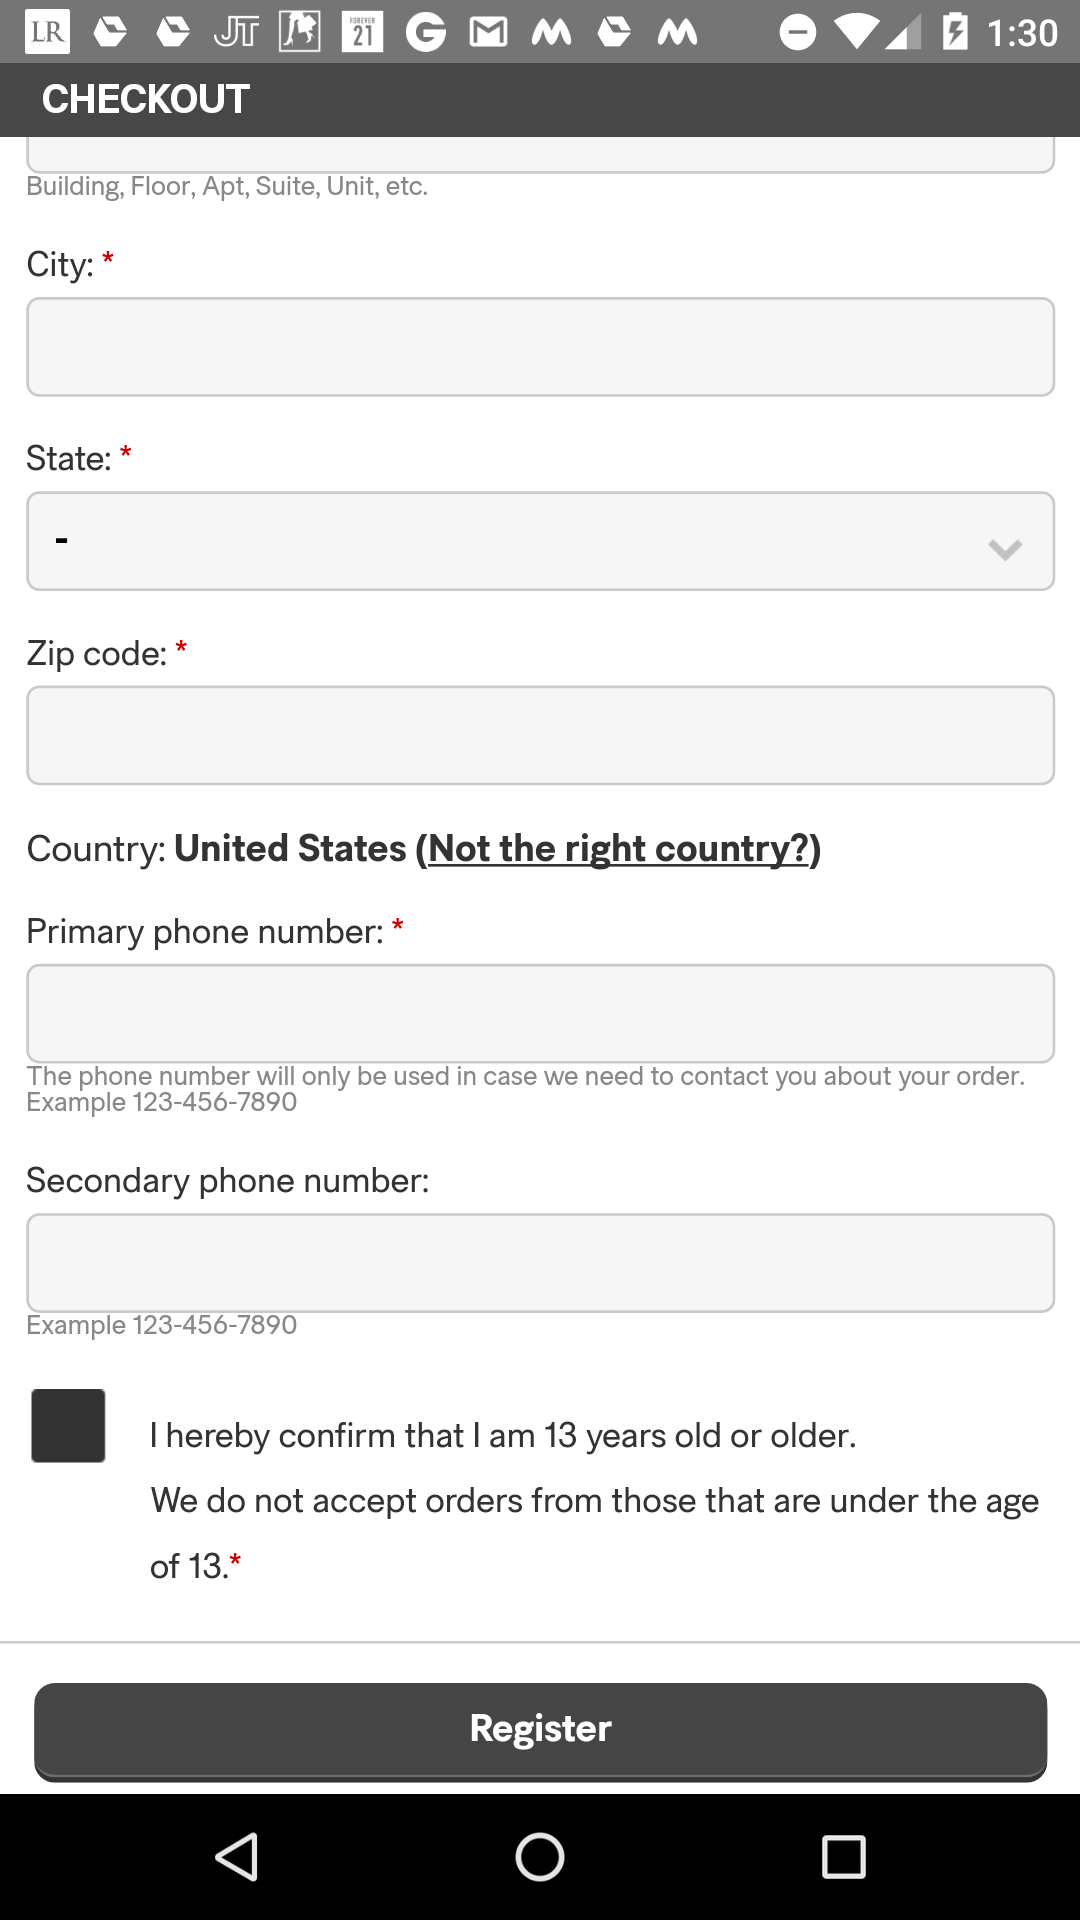 LR JT FOREVER 21 G M 1:30
CHECKOUT
Building, Floor, Apt, Suite, Unit, etc.
City: *
State: *
-
Zip code: *
Country: United States (Not the right country?)
Primary phone number: *
The phone number will only be used in case we need to contact you about your order.
Example 123-456-7890
Secondary phone number:
Example 123-456-7890
I hereby confirm that I am 13 years old or older.
We do not accept orders from those that are under the age
of 13.*
Register